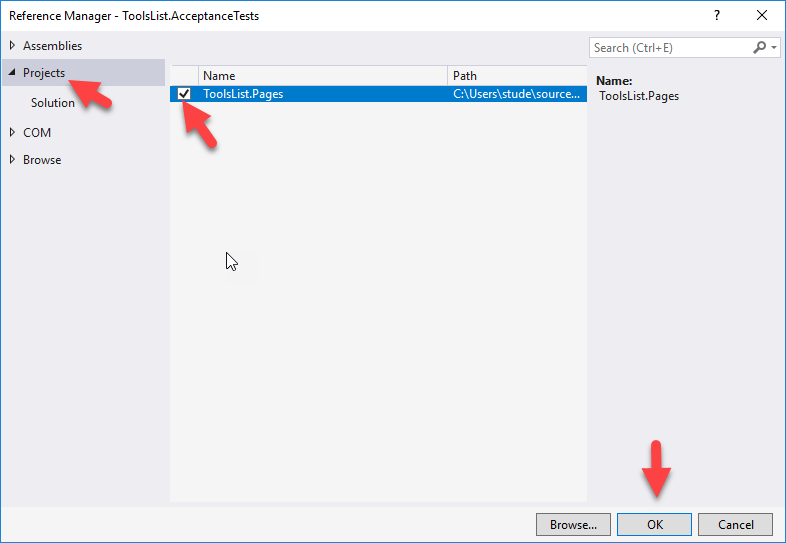 Reference Manager - ToolsList.AcceptanceTests
?
Assemblies
Projects
Solution
COM
Browse
Name
Path
ToolsList.Pages
C:\Users\stude\source...
Search (Ctrl+E)
Name:
ToolsList.Pages
Browse...
OK
Cancel